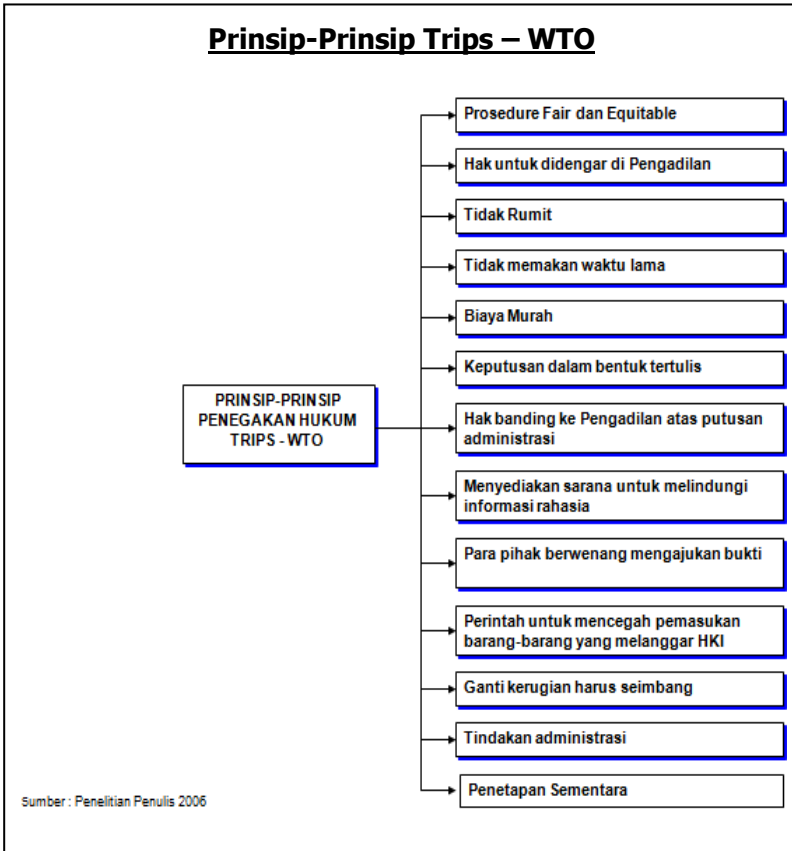 Prinsip-Prinsip Trips – WTO
Prosedure Fair dan Equitable
Hak untuk didengar di Pengadilan
Tidak Rumit
Tidak memakan waktu lama
Biaya Murah
Keputusan dalam bentuk tertulis
PRINSIP-PRINSIP
PENEGAKAN HUKUM
TRIPS - WTO
Hak banding ke Pengadilan atas putusan
administrasi
Menyediakan sarana untuk melindungi
informasi rahasia
Para pihak berwenang mengajukan bukti
Perintah untuk mencegah pemasukan
barang-barang yang melanggar HKI
Ganti kerugian harus seimbang
Tindakan administrasi
Penetapan Sementara
Sumber : Penelitian Penulis 2006